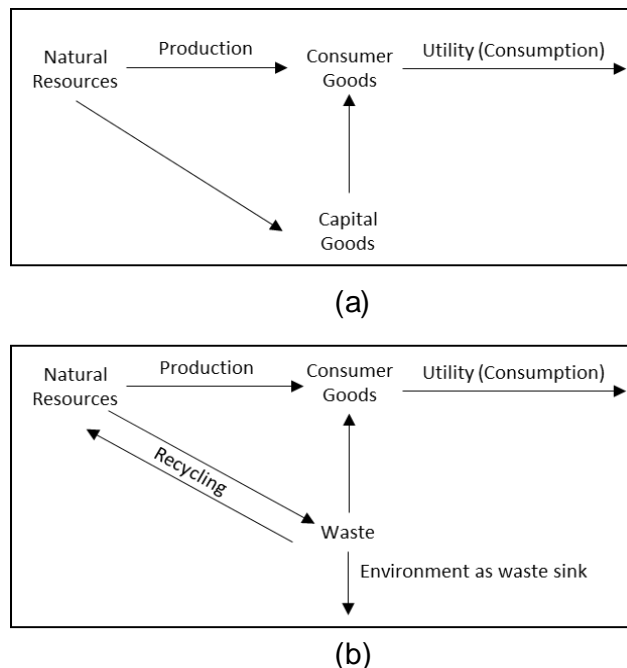 Natural
Resources
Production
Consumer
Goods
Utility (Consumption)
Capital
Goods
(a)
Natural
Resources
Production
Consumer
Goods
Utility (Consumption)
Recycling
Waste
Environment as waste sink
(b)